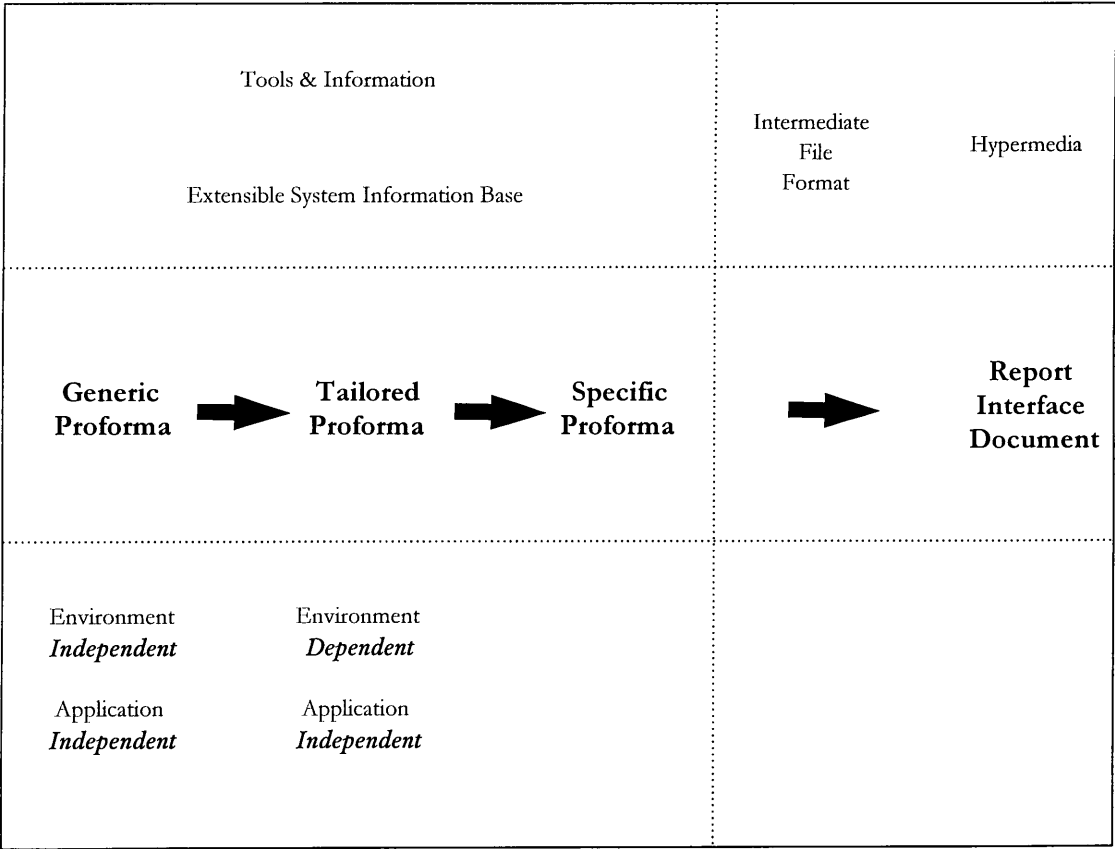 Tools & Information
Extensible System Information Base
Intermediate
File
Format
Hypermedia
Generic
Proforma
Tailored
Proforma
Specific
Proforma
Report
Interface
Document
Environment
Independent
Environment
Dependent
Application
Independent
Application
Independent